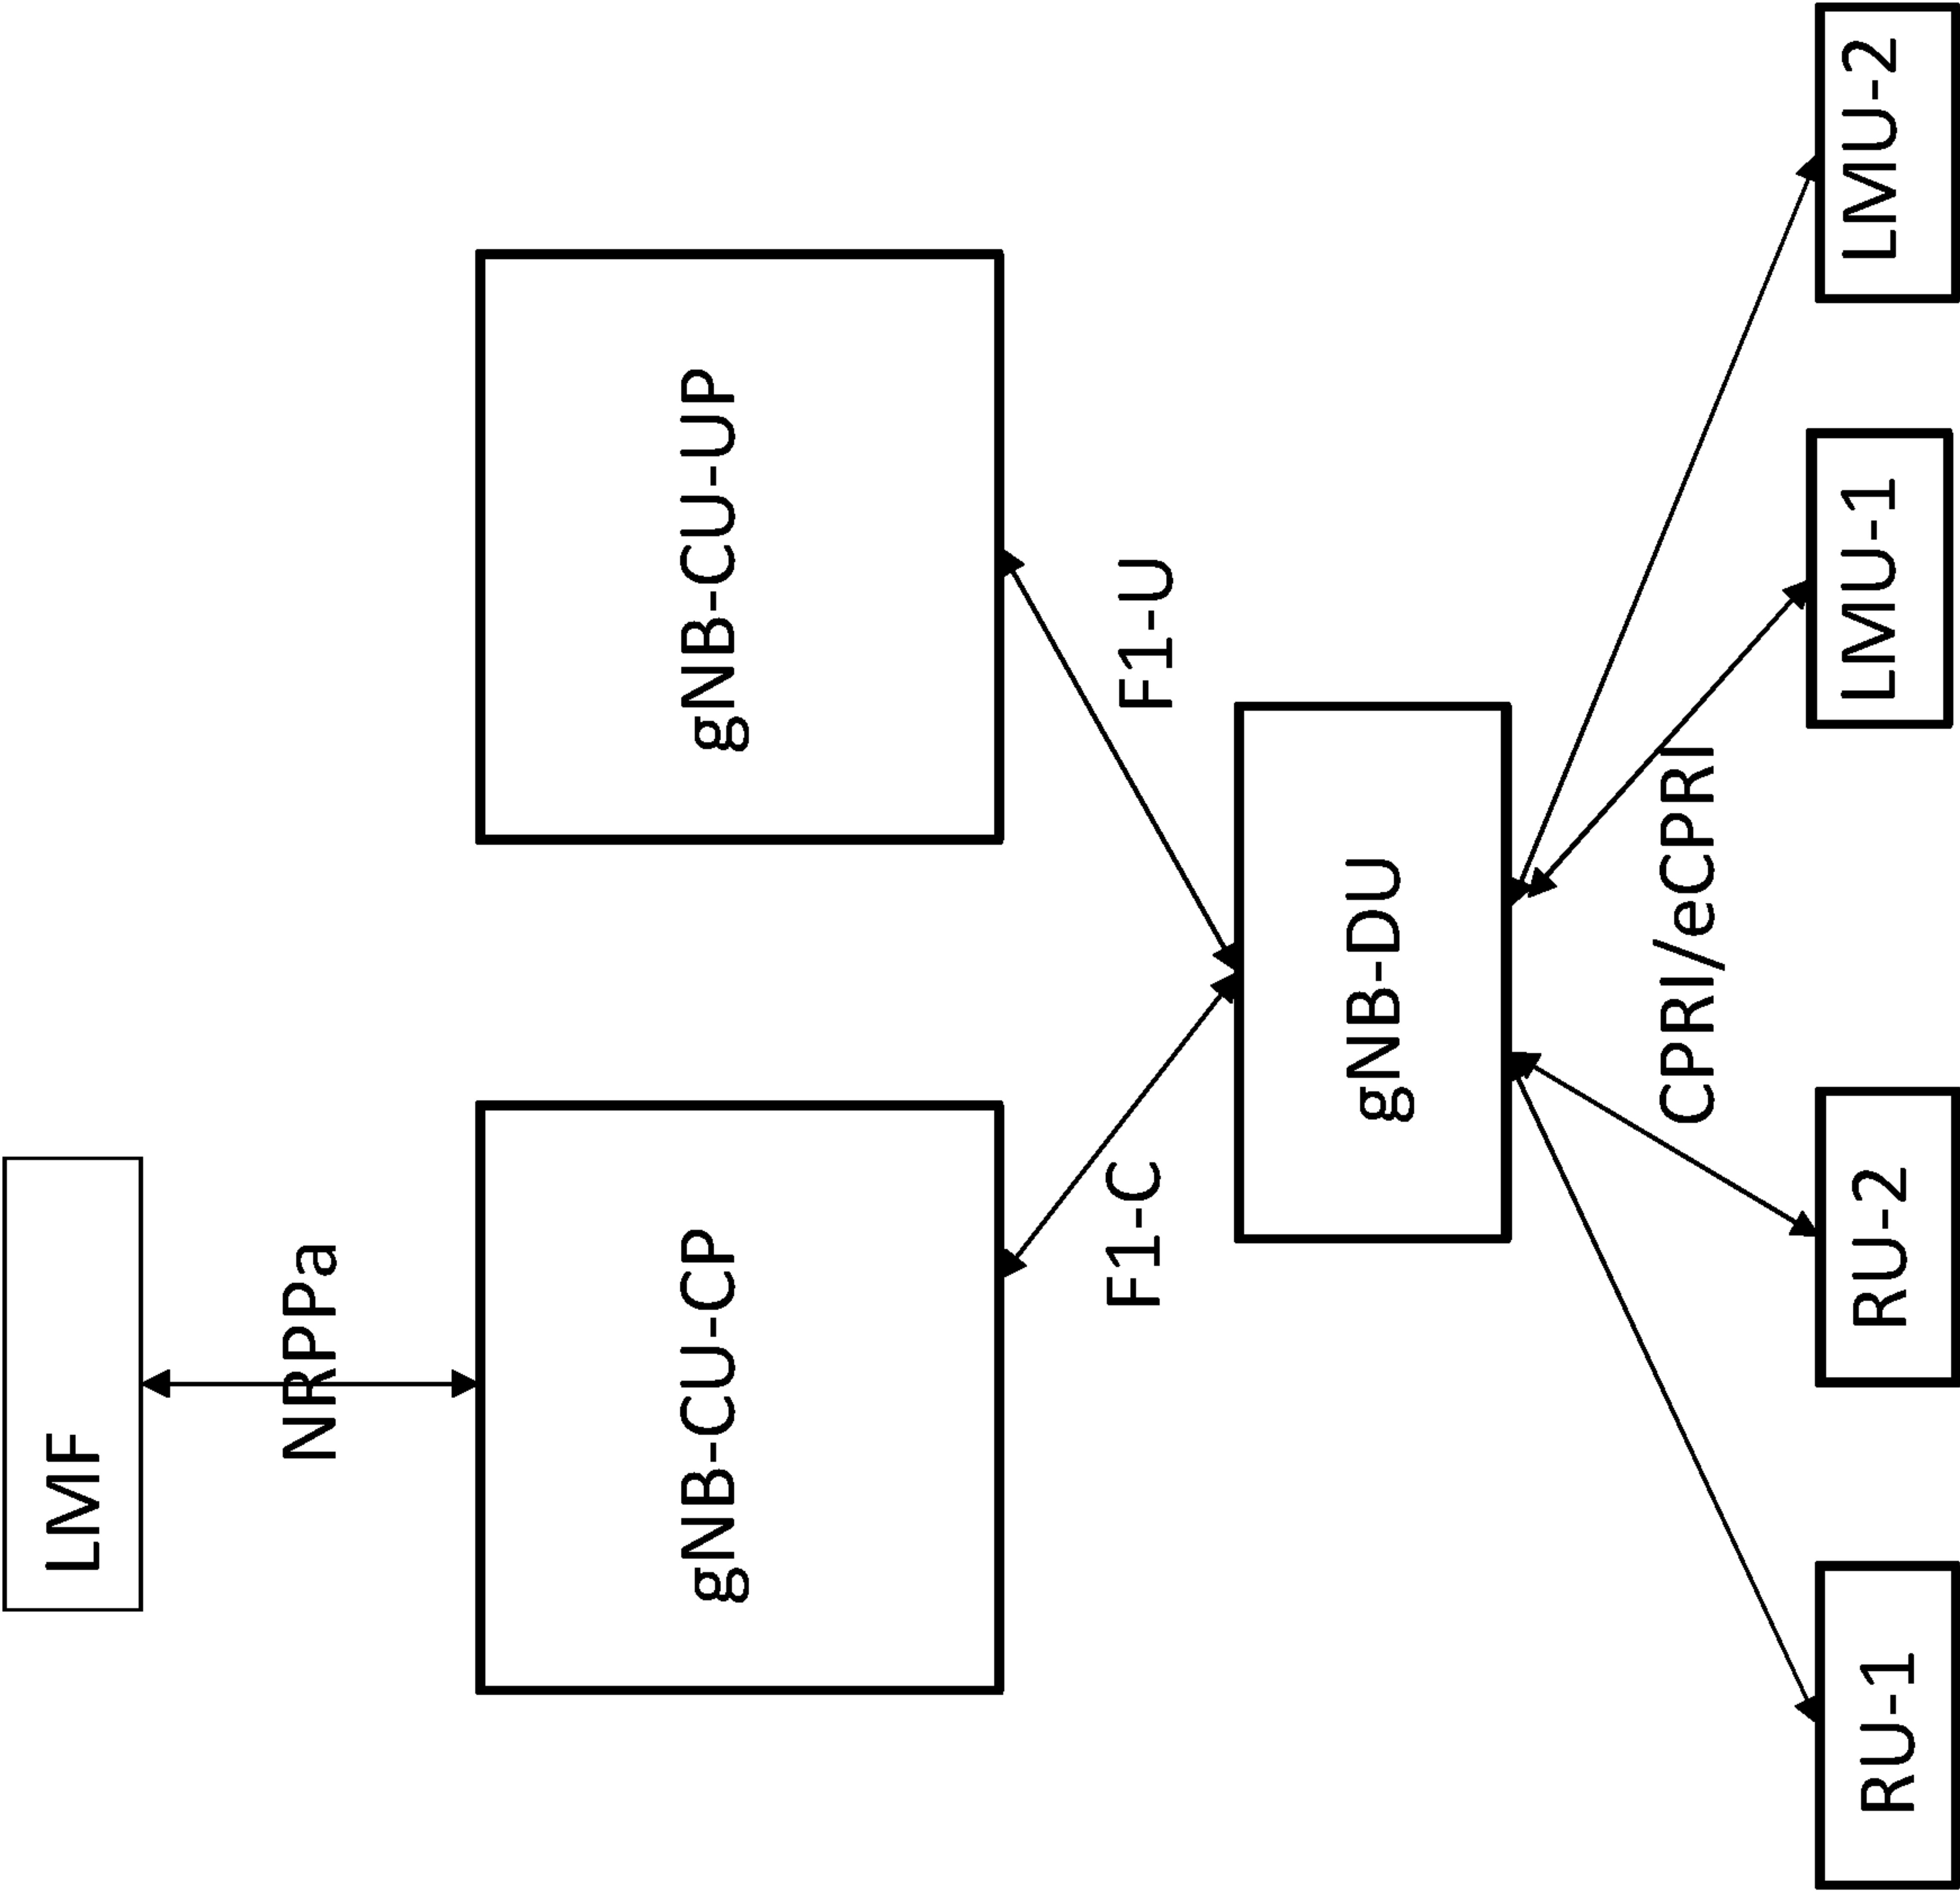 LMF
NRPPa
gNB-CU-CP
gNB-CU-UP
F1-C
F1-U
gNB-DU
CPRI/eCPRI
RU-1
RU-2
LMU-1
LMU-2